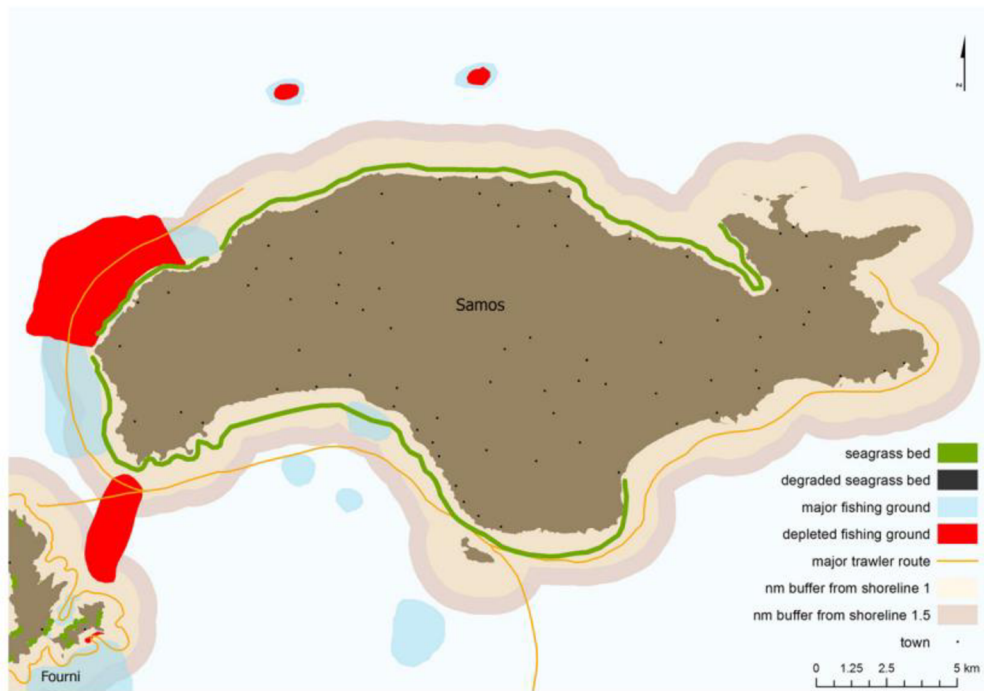 N
Samos
seagrass bed
degraded seagrass bed
major fishing ground
depleted fishing ground
major trawler route
nm buffer from shoreline 1
nm buffer from shoreline 1.5
town
0 1.25 2.5 5 km
Fourni